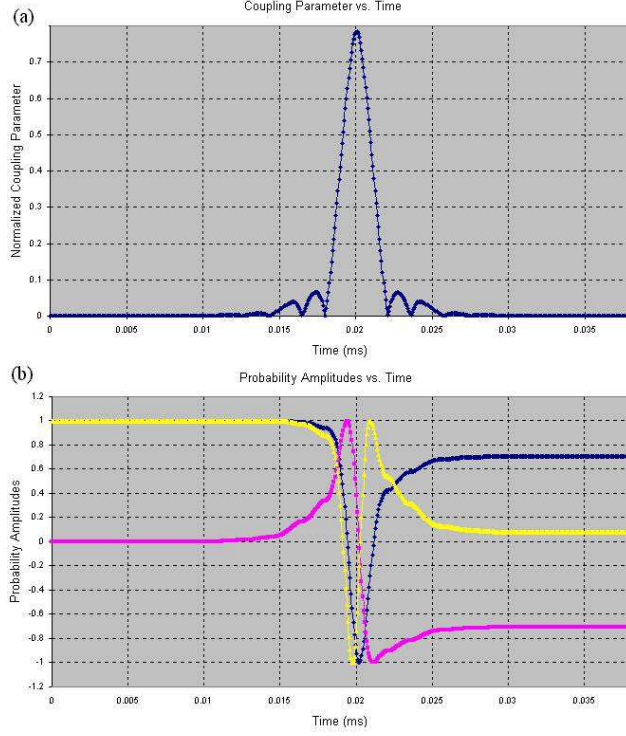 Coupling Parameter vs. Time
(a)
Normalized Coupling Parameter
0.7
0.6
0.5
0.4
0.3
0.2
0.1
0
0 0.005 0.01 0.015 0.02 0.025 0.03 0.035
Time (ms)
(b)
Probability Amplitudes vs. Time
Probability Amplitudes
1.2
1
0.8
0.6
0.4
0.2
0
-0.2
-0.4
-0.6
-0.8
-1
-1.2
0 0.005 0.01 0.015 0.02 0.025 0.03 0.035
Time (ms)